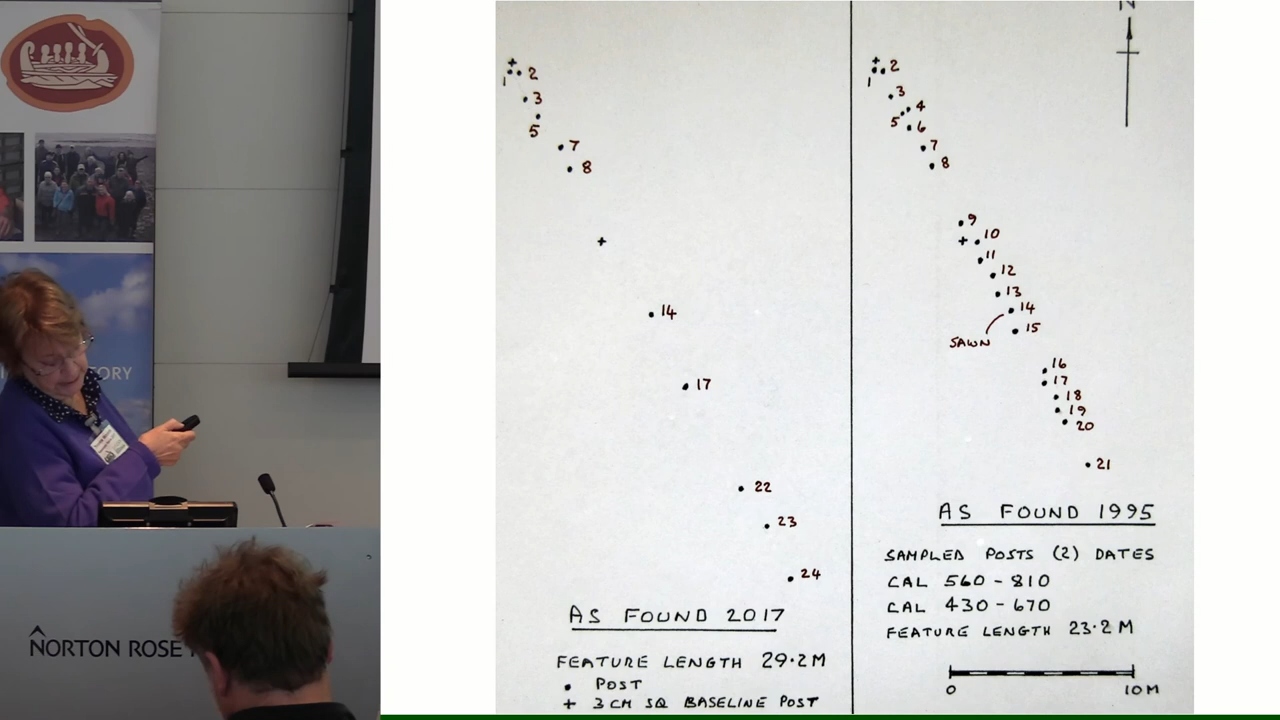 ORY
NORTON ROSE
1
2
3
5
7
8
14
17
22
23
24
AS FOUND 2017
FEATURE LENGTH 29.2M
POST
+ 3 CM SQ BASELINE POST
N
1
2
3
4
5
6
7
8
9
10
11
12
13
14
SAWN
15
16
17
18
19
20
21
AS FOUND 1995
SAMPLED POSTS (2) DATES
CAL 560-810
CAL 430-670
FEATURE LENGTH 23.2M
0 10M